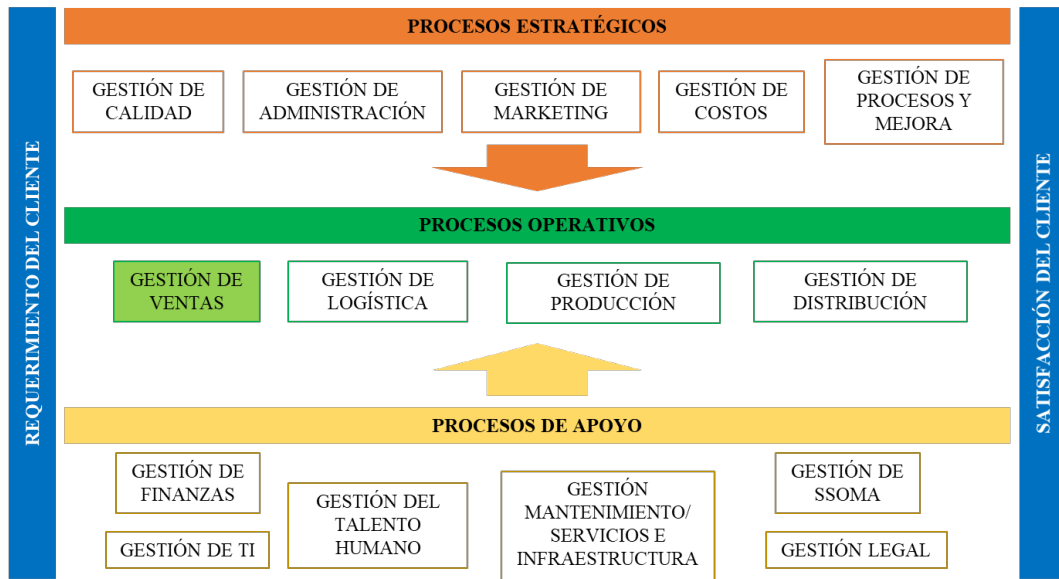 REQUERIMIENTO DEL CLIENTE
PROCESOS ESTRATÉGICOS
GESTIÓN DE
CALIDAD
GESTIÓN DE
ADMINISTRACIÓN
GESTIÓN DE
MARKETING
GESTIÓN DE
COSTOS
GESTIÓN DE
PROCESOS Y
MEJORA
PROCESOS OPERATIVOS
GESTIÓN DE
VENTAS
GESTIÓN DE
LOGÍSTICA
GESTIÓN DE
PRODUCCIÓN
GESTIÓN DE
DISTRIBUCIÓN
PROCESOS DE APOYO
GESTIÓN DE
FINANZAS
GESTIÓN DE TI
GESTIÓN DEL
TALENTO
HUMANO
GESTIÓN
MANTENIMIENTO/
SERVICIOS E
INFRAESTRUCTURA
GESTIÓN DE
SSOMA
GESTIÓN LEGAL
SATISFACCIÓN DEL CLIENTE